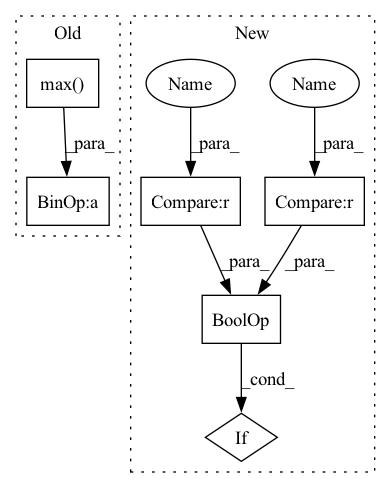 Old
New
max()
Name
Name
_para_
_para_
_para_
BinOp:a
Compare:r
Compare:r
_para_
_para_
BoolOp
_cond_
If